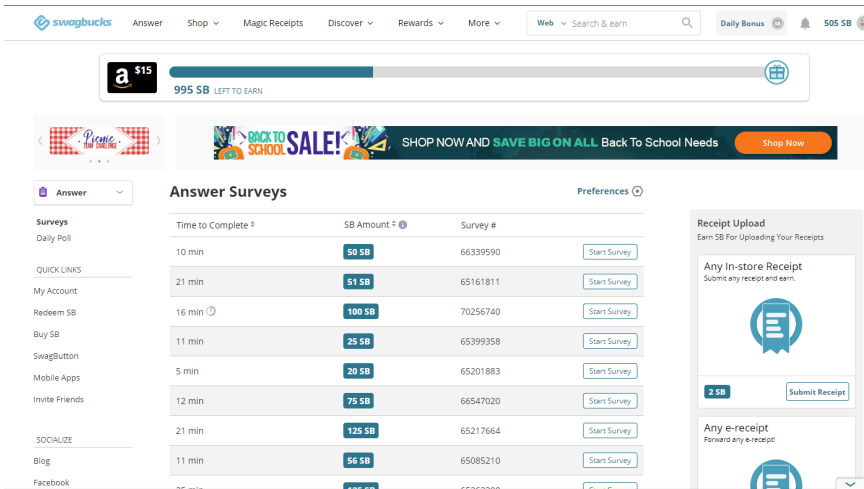 swagbucks Answer Shop Magic Receipts Discover Rewards More Web Search & earn Daily Bonus SB 505 SB
a $15
995 SB LEFT TO EARN
Picnic
TEAM CHALLENGE
BACK TO SCHOOL SALE! SHOP NOW AND SAVE BIG ON ALL Back To School Needs Shop Now
Answer
Surveys
Daily Poll
QUICK LINKS
My Account
Redeem SB
Buy SB
SwagButton
Mobile Apps
Invite Friends
SOCIALIZE
Blog
Facebook
Answer Surveys Preferences
Time to Complete SB Amount Survey #
10 min 50 SB 66339590 Start Survey
21 min 51 SB 65161811 Start Survey
16 min 100 SB 70256740 Start Survey
11 min 25 SB 65399358 Start Survey
5 min 20 SB 65201883 Start Survey
12 min 75 SB 66547020 Start Survey
21 min 125 SB 65217664 Start Survey
11 min 56 SB 65085210 Start Survey
Receipt Upload
Earn SB For Uploading Your Receipts
Any In-store Receipt
Submit any receipt and earn.
2 SB Submit Receipt
Any e-receipt
Forward any e-receipt!